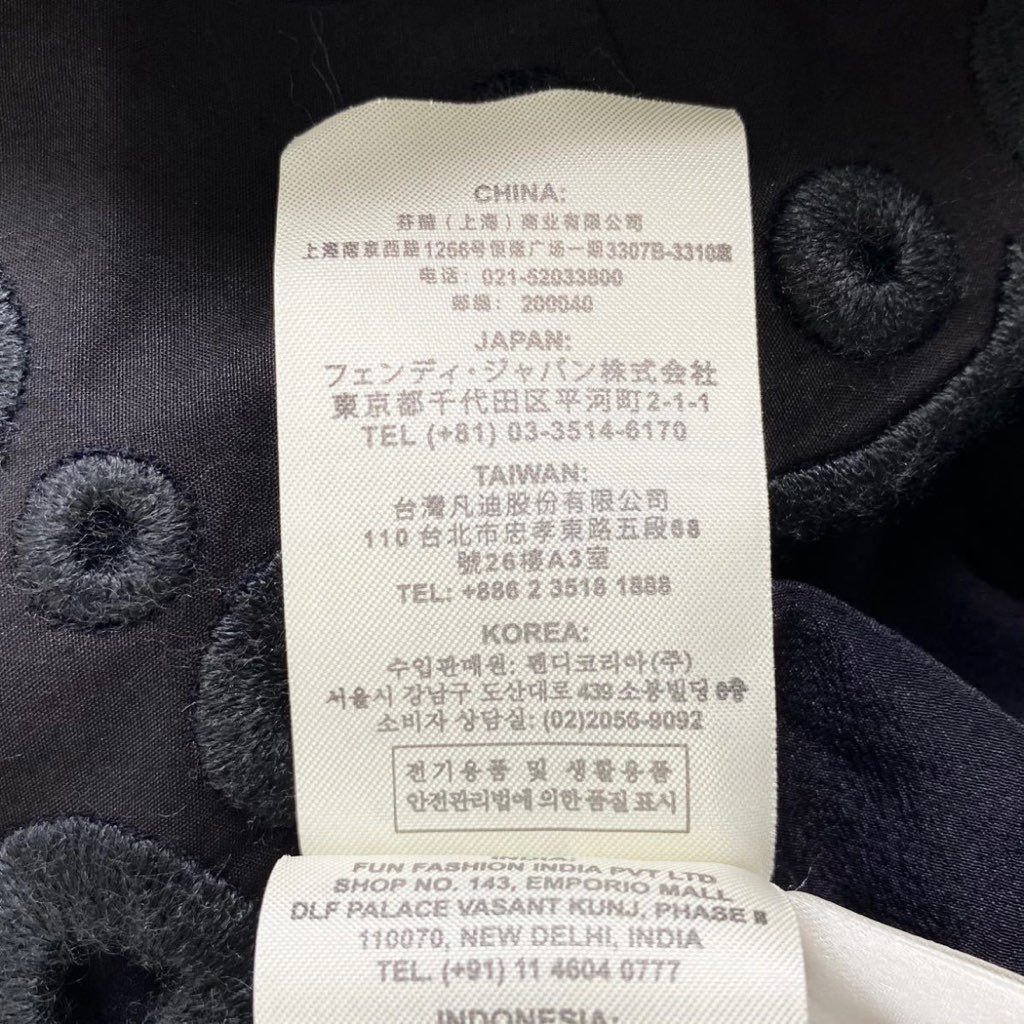 CHINA:
芬迪（上海）商业有限公司
上海南京西路1266号恒隆广场一期3307B-3310室
电话: 021-62033800
邮编: 200040
JAPAN:
フェンディ・ジャパン株式会社
東京都千代田区平河町2-1-1
TEL (+81) 03-3514-6170
TAIWAN:
台灣凡迪股份有限公司
110 台北市忠孝東路五段68
號26樓A3室
TEL: +886 2 3518 1888
KOREA:
수입판매원: 펜디코리아(주)
서울시 강남구 도산대로 439 소봉빌딩 6층
소비자 상담실: (02)2056-9092
전기용품 및 생활용품
안전관리법에 의한 품질 표시
INDIA:
FUN FASHION INDIA PVT LTD
SHOP NO. 143, EMPORIO MALL
DLF PALACE VASANT KUNJ, PHASE II
110070, NEW DELHI, INDIA
TEL. (+91) 11 4604 0777
INDONESIA: